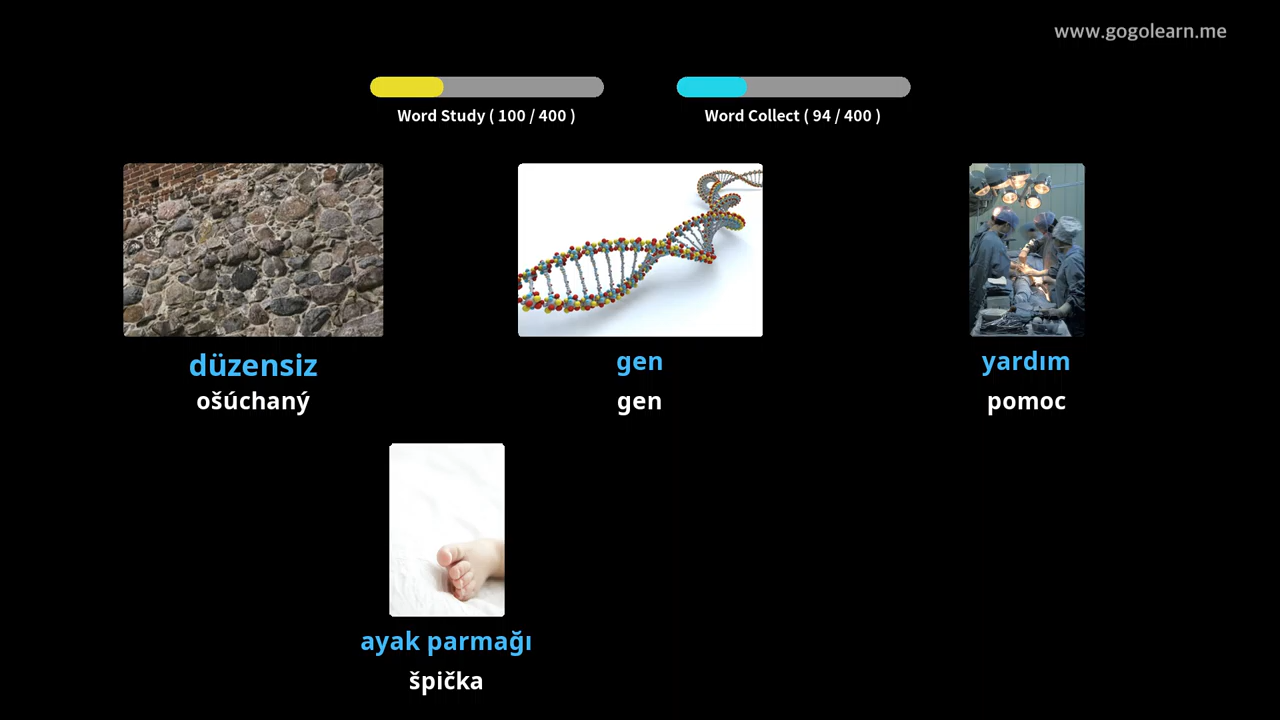 www.gogolearn.me
Word Study ( 100 / 400 )
Word Collect ( 94 / 400 )
düzensiz
ošúchaný
gen
gen
yardım
pomoc
ayak parmağı
špička